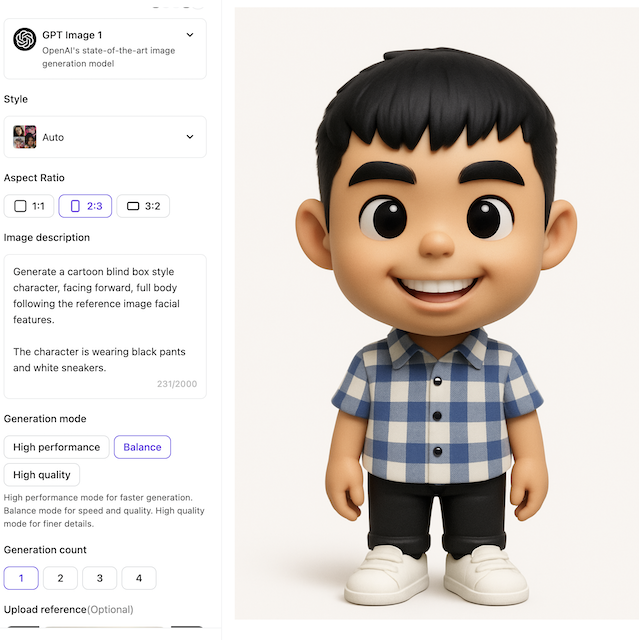 GPT Image 1
OpenAI's state-of-the-art image
generation model
Style
Auto
Aspect Ratio
1:1
2:3
3:2
Image description
Generate a cartoon blind box style
character, facing forward, full body
following the reference image facial
features.
The character is wearing black pants
and white sneakers.
231/2000
Generation mode
High performance
Balance
High quality
High performance mode for faster generation.
Balance mode for speed and quality. High quality
mode for finer details.
Generation count
1
2
3
4
Upload reference(Optional)